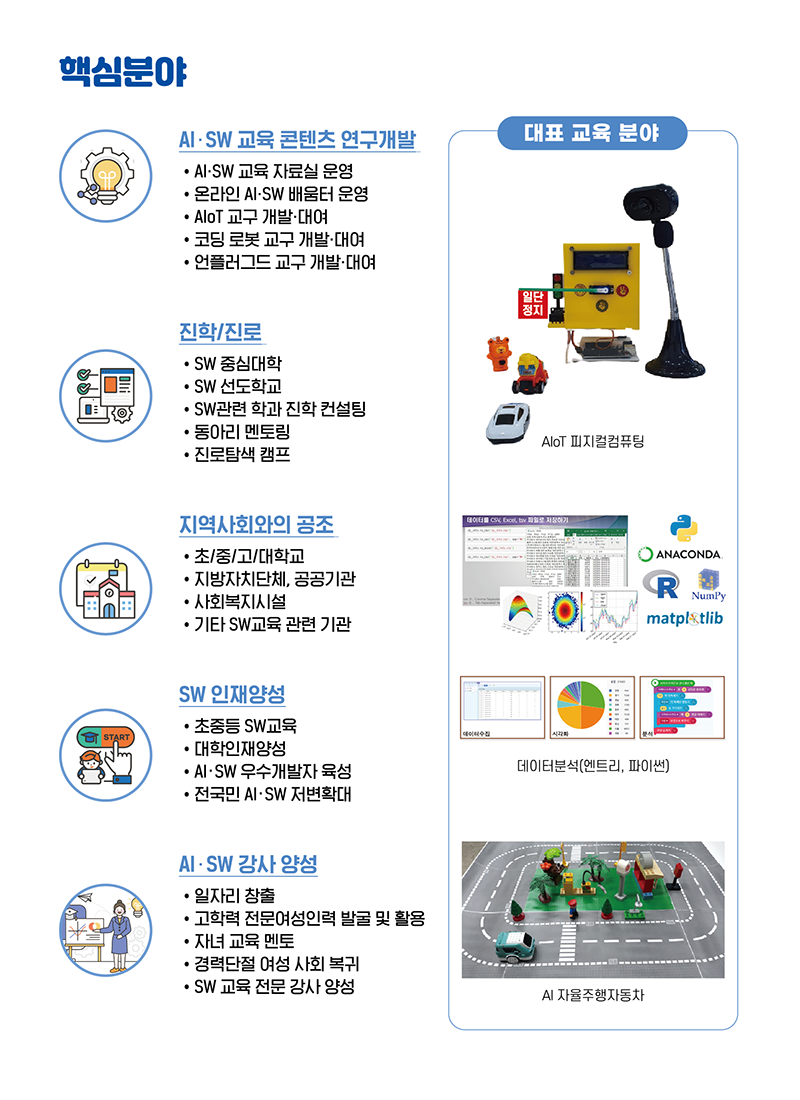 핵심분야
AI·SW 교육 콘텐츠 연구개발
• AI·SW 교육 자료실 운영
• 온라인 AI·SW 배움터 운영
• AIoT 교구 개발·대여
• 코딩 로봇 교구 개발·대여
• 언플러그드 교구 개발·대여
진학/진로
• SW 중심대학
• SW 선도학교
• SW관련 학과 진학 컨설팅
• 동아리 멘토링
• 진로탐색 캠프
지역사회와의 공조
• 초/중/고/대학교
• 지방자치단체, 공공기관
• 사회복지시설
• 기타 SW교육 관련 기관
START
SW 인재양성
• 초중등 SW교육
• 대학인재양성
• AI·SW 우수개발자 육성
• 전국민 AI·SW 저변확대
AI·SW 강사 양성
• 일자리 창출
• 고학력 전문여성인력 발굴 및 활용
• 자녀 교육 멘토
• 경력단절 여성 사회 복귀
• SW 교육 전문 강사 양성
대표 교육 분야
일단
정지
AIoT 피지컬컴퓨팅
데이터를 CSV, Excel, tsv 파일로 저장하기
ANACONDA
R
NumPy
matplotlib
데이터수집
시각화
분석
데이터분석(엔트리, 파이썬)
AI 자율주행자동차